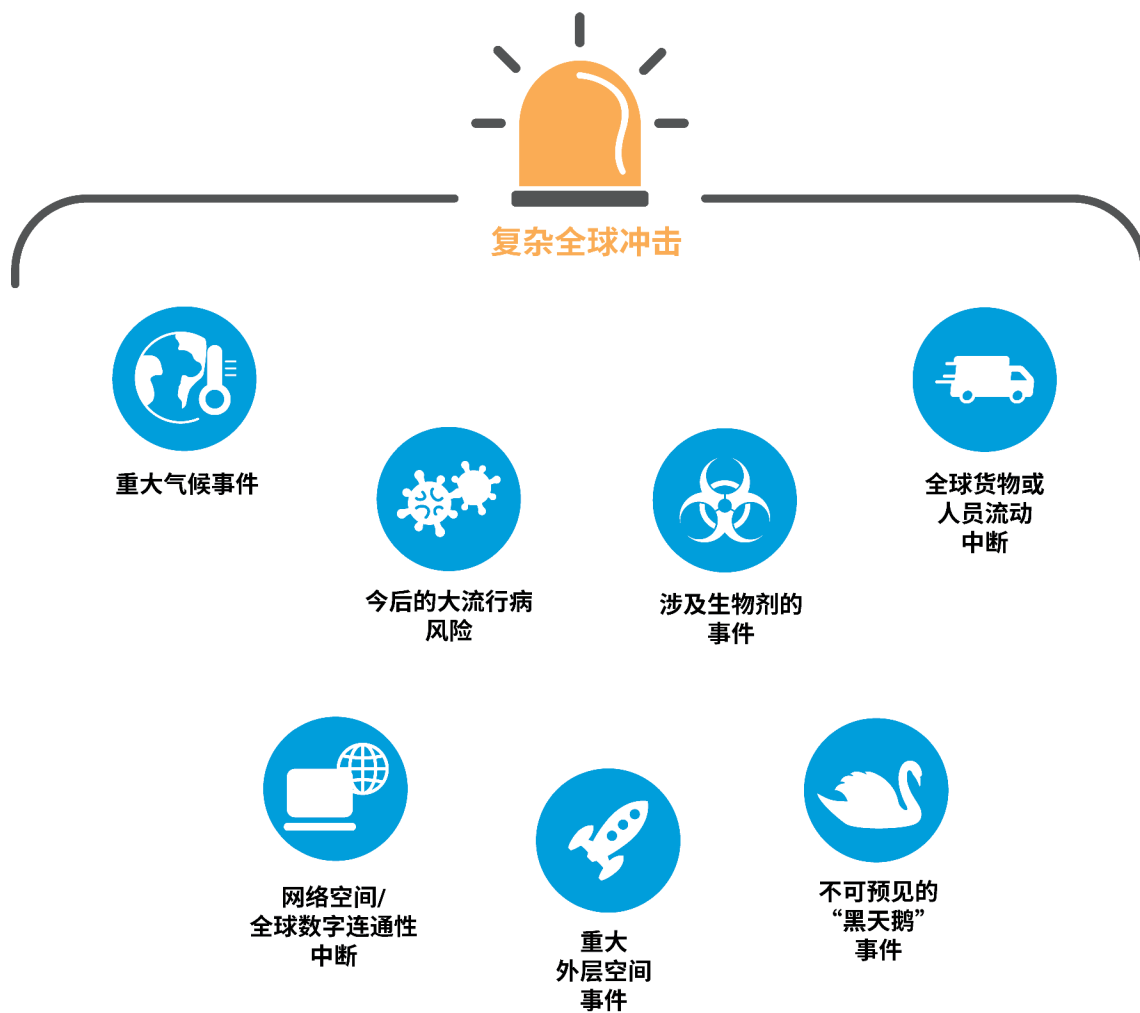 复杂全球冲击
重大气候事件
今后的大流行病
风险
涉及生物剂的
事件
全球货物或
人员流动
中断
网络空间/
全球数字连通性
中断
重大
外层空间
事件
不可预见的
“黑天鹅”
事件